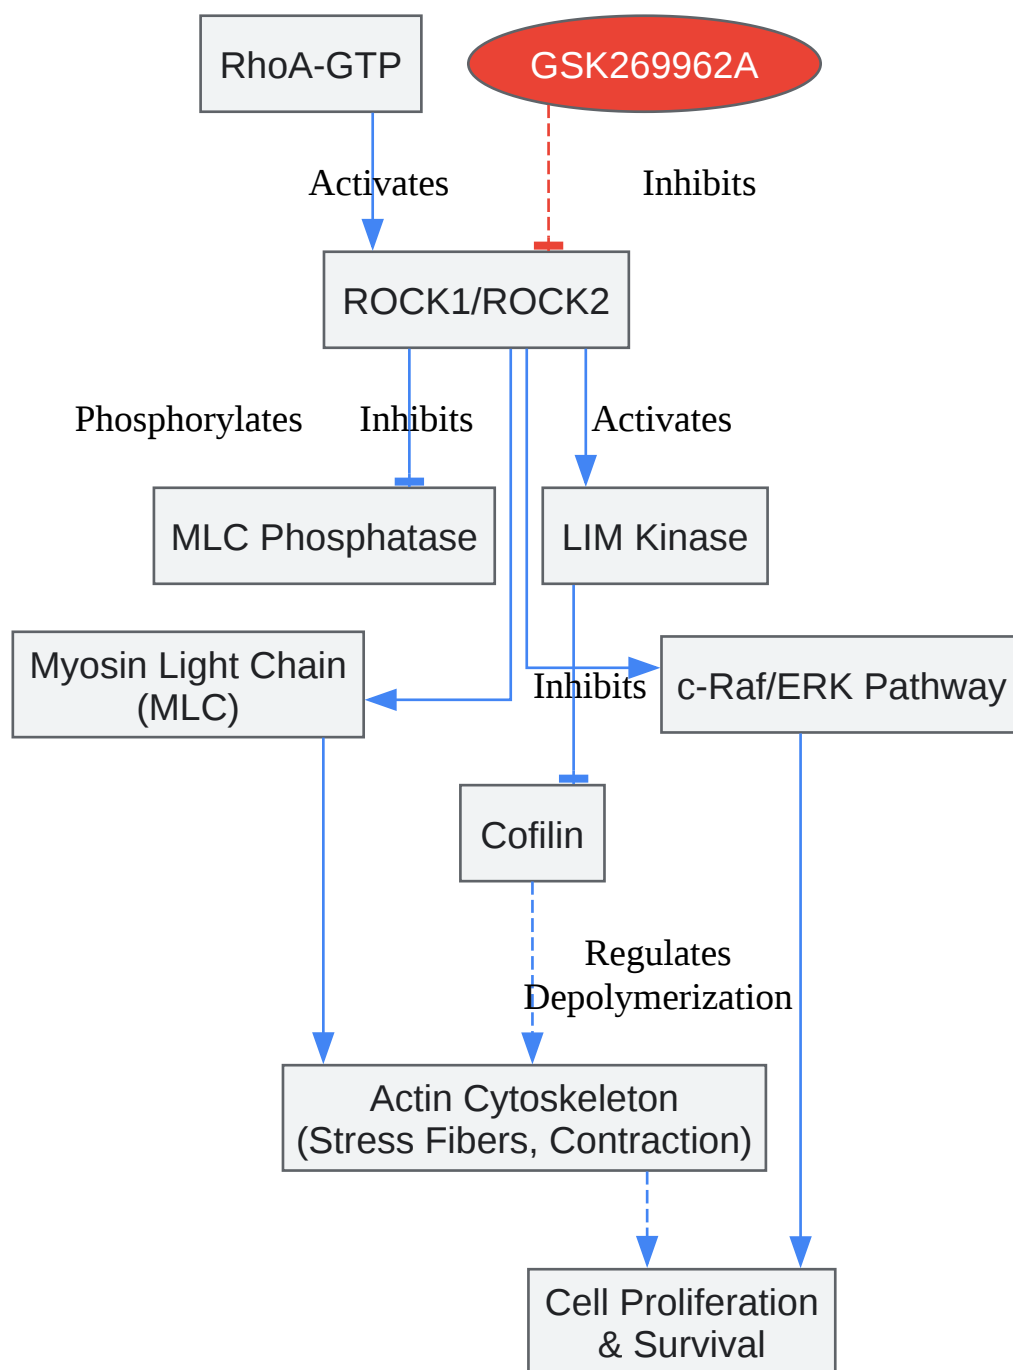 RhoA-GTP
GSK269962A
Activates
Inhibits
ROCK1/ROCK2
Phosphorylates
Inhibits
Activates
MLC Phosphatase
LIM Kinase
Myosin Light Chain
(MLC)
Inhibits
c-Raf/ERK Pathway
Cofilin
Regulates
Depolymerization
Actin Cytoskeleton
(Stress Fibers, Contraction)
Cell Proliferation
& Survival